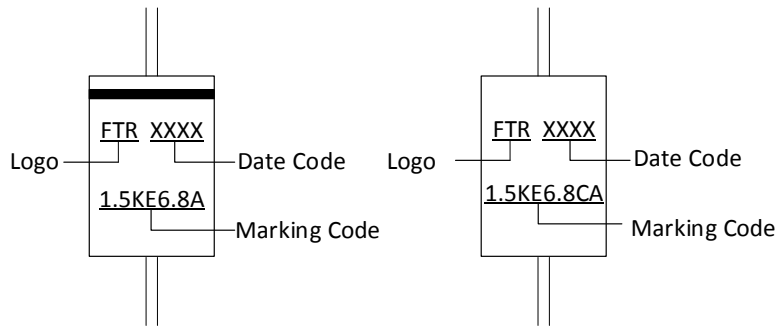 FTR XXXX
Logo
Date Code
1.5KE6.8A
Marking Code
FTR XXXX
Logo
Date Code
1.5KE6.8CA
Marking Code